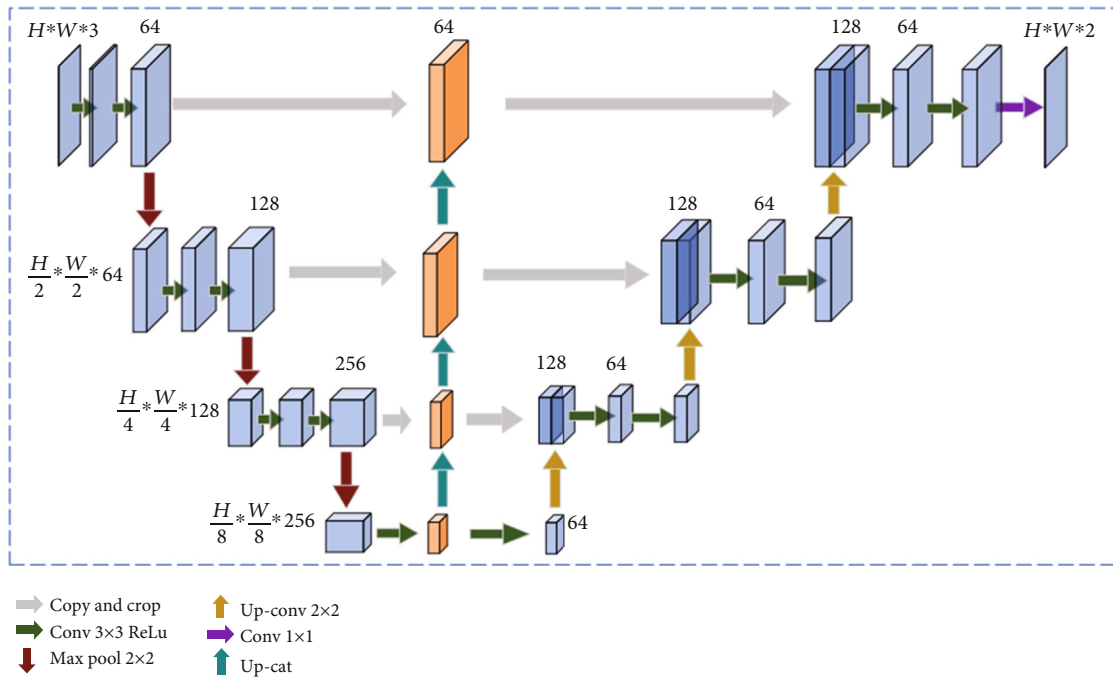 H*W*3
64
64
128
64
H*W*2
128
128
64
H/2*W/2*64
256
128
64
H/4*W/4*128
H/8*W/8*256
64
Copy and crop
Conv 3×3 ReLu
Max pool 2×2
Up-conv 2×2
Conv 1×1
Up-cat